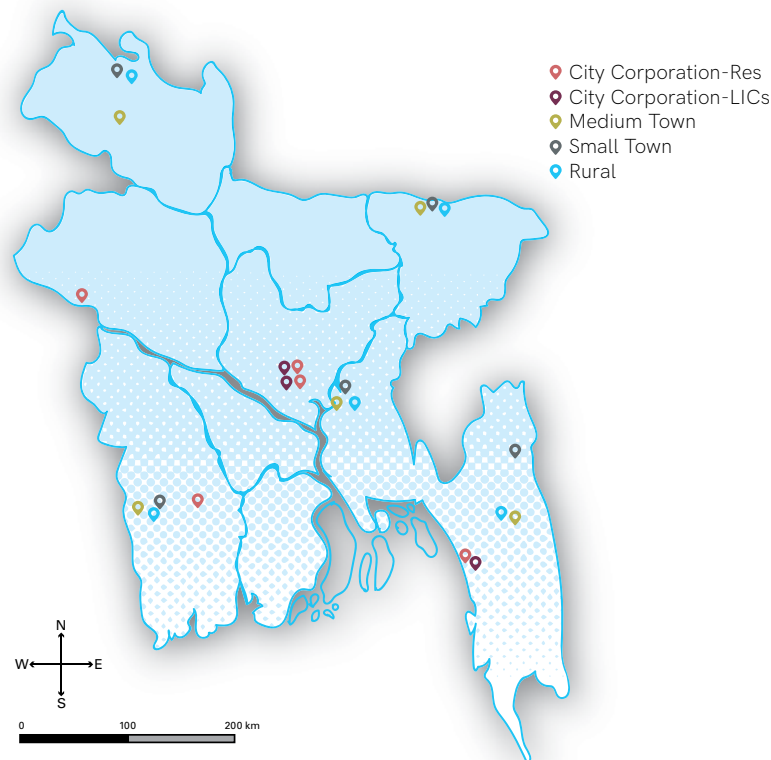 City Corporation-Res
City Corporation-LICs
Medium Town
Small Town
Rural
N
W E
S
0 100 200 km